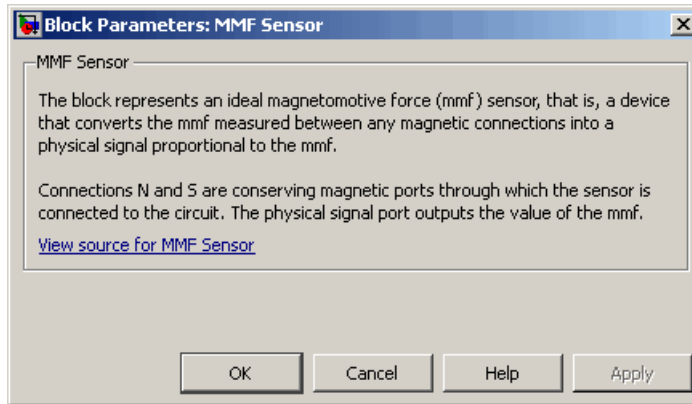 Block Parameters: MMF Sensor
MMF Sensor
The block represents an ideal magnetomotive force (mmf) sensor, that is, a device
that converts the mmf measured between any magnetic connections into a
physical signal proportional to the mmf.
Connections N and S are conserving magnetic ports through which the sensor is
connected to the circuit. The physical signal port outputs the value of the mmf.
View source for MMF Sensor
OK Cancel Help Apply